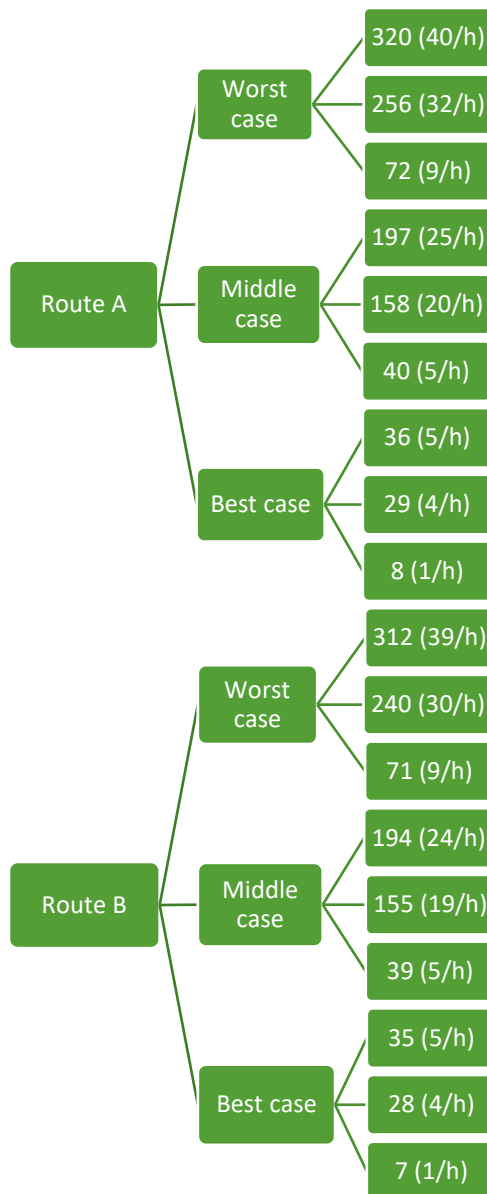 Route A
Worst
case
320 (40/h)
256 (32/h)
72 (9/h)
Middle
case
197 (25/h)
158 (20/h)
40 (5/h)
Best case
36 (5/h)
29 (4/h)
8 (1/h)
Route B
Worst
case
312 (39/h)
240 (30/h)
71 (9/h)
Middle
case
194 (24/h)
155 (19/h)
39 (5/h)
Best case
35 (5/h)
28 (4/h)
7 (1/h)